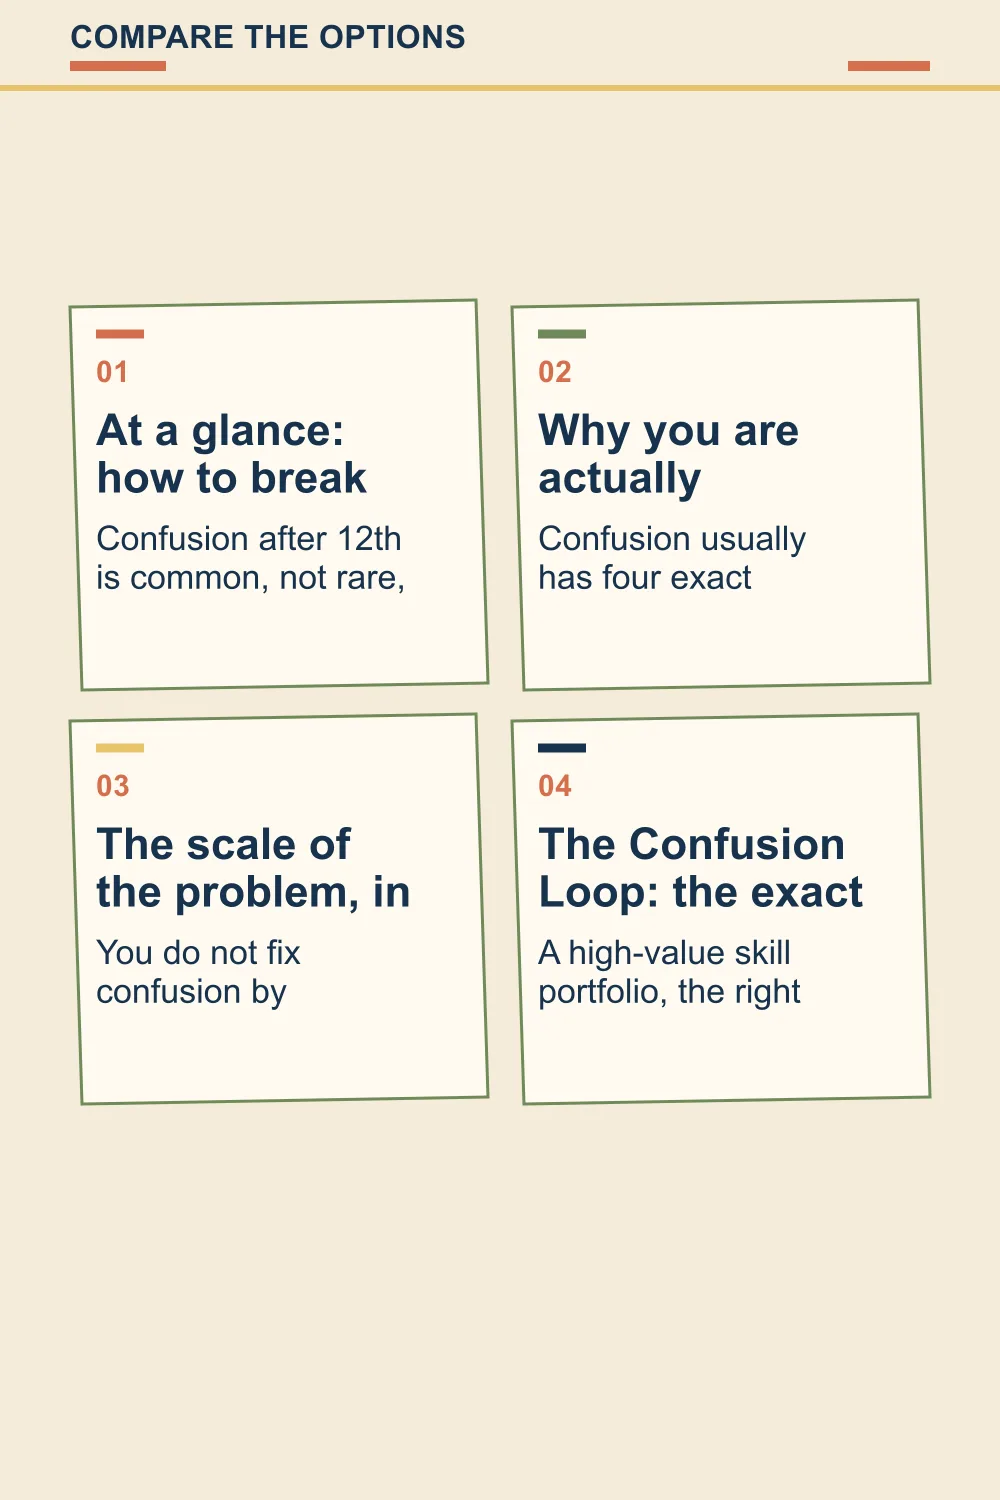 COMPARE THE OPTIONS
01
At a glance:
how to break
Confusion after 12th
is common, not rare,
02
Why you are
actually
Confusion usually
has four exact
03
The scale of
the problem, in
You do not fix
confusion by
04
The Confusion
Loop: the exact
A high-value skill
portfolio, the right